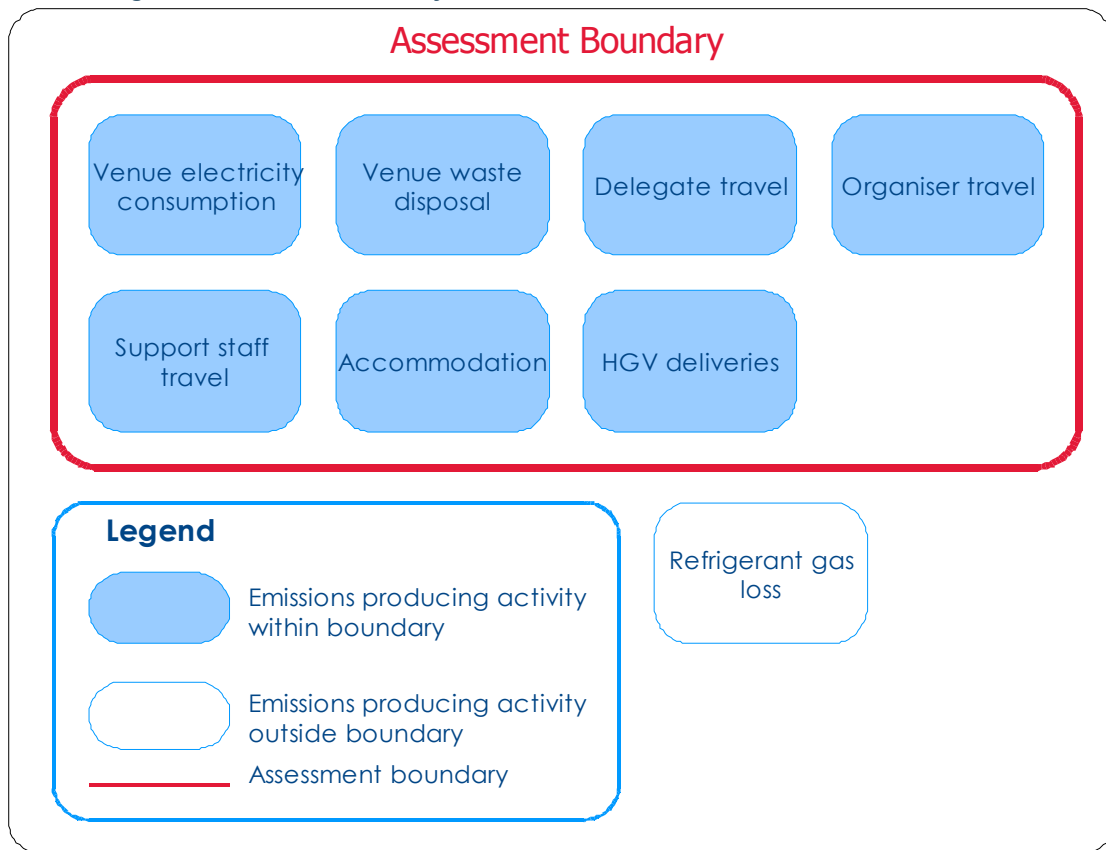 Assessment Boundary
Venue electricity
consumption
Venue waste
disposal
Delegate travel
Organiser travel
Support staff
travel
Accommodation
HGV deliveries
Legend
Emissions producing activity
within boundary
Emissions producing activity
outside boundary
Assessment boundary
Refrigerant gas
loss